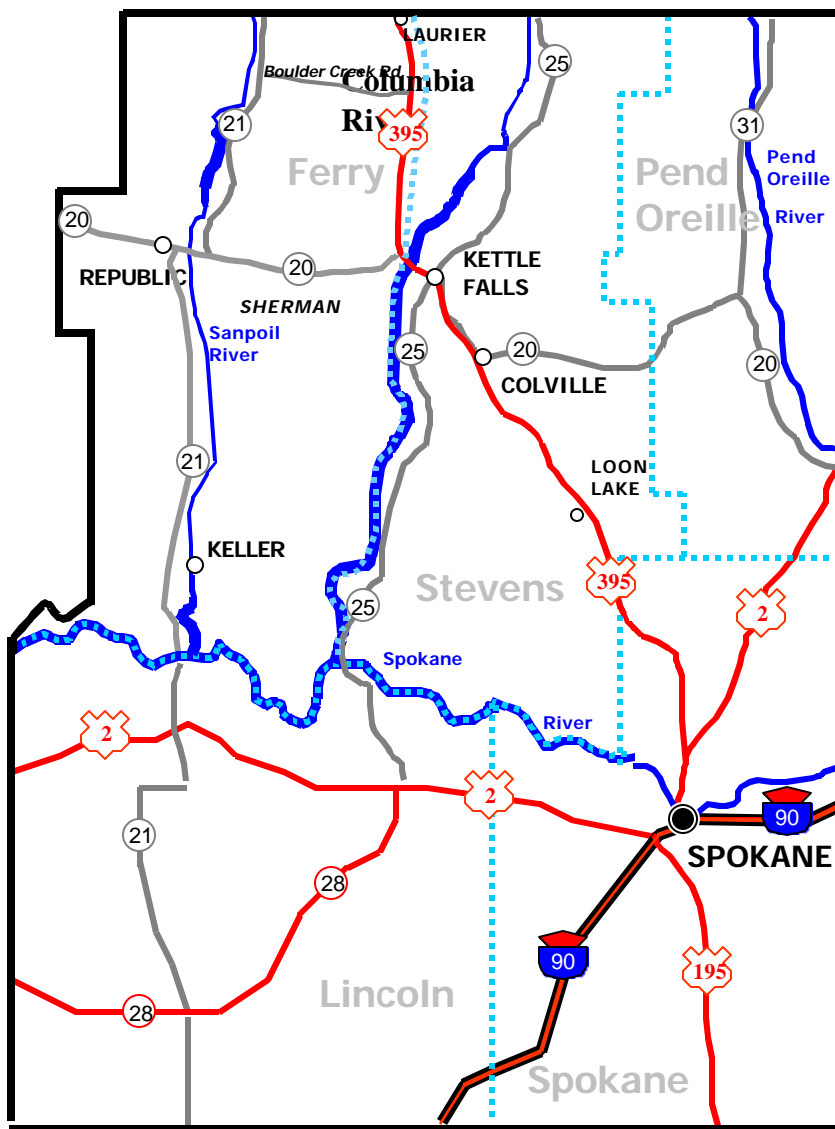 LAURIER
25
Boulder Creek Rd
Columbia
River
21
395
31
Ferry
Pend
Oreille
Pend
Oreille
River
20
REPUBLIC
20
SHERMAN
KETTLE
FALLS
Sanpoil
River
25
20
COLVILLE
20
21
LOON
LAKE
KELLER
Stevens
395
2
25
Spokane
River
2
2
90
21
SPOKANE
28
90
195
Lincoln
28
Spokane